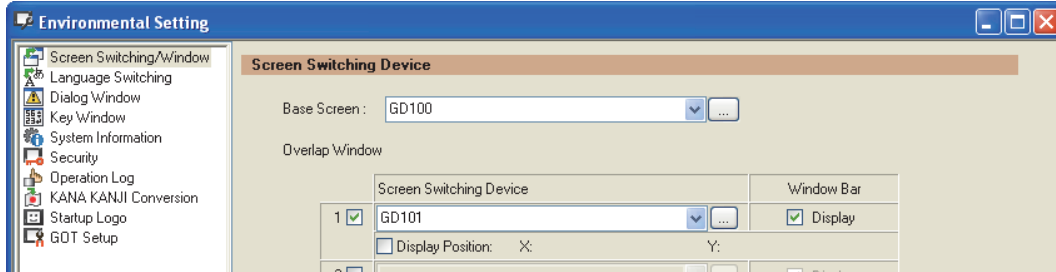 Environmental Setting
Screen Switching/Window
Language Switching
Dialog Window
Key Window
System Information
Security
Operation Log
KANA KANJI Conversion
Startup Logo
GOT Setup
Screen Switching Device
Base Screen : GD100 ...
Overlap Window
Screen Switching Device Window Bar
1 GD101 ... Display
Display Position: X: Y: